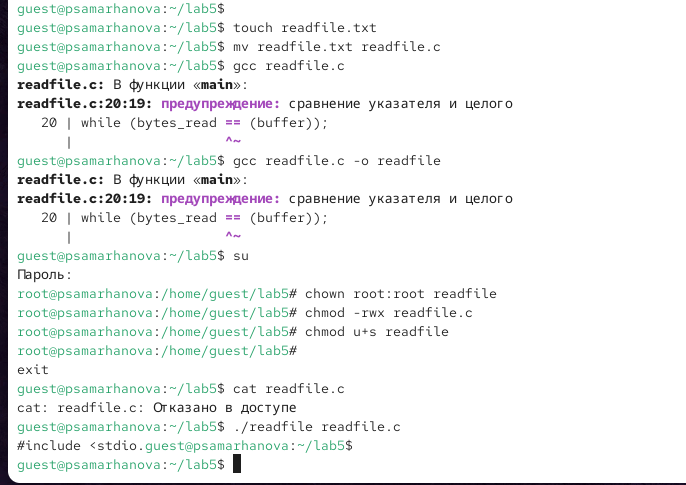 guest@psamarhanova:~/lab5$
guest@psamarhanova:~/lab5$ touch readfile.txt
guest@psamarhanova:~/lab5$ mv readfile.txt readfile.c
guest@psamarhanova:~/lab5$ gcc readfile.c
readfile.c: В функции «main»:
readfile.c:20:19: предупреждение: сравнение указателя и целого
   20 | while (bytes_read == (buffer));
      |                   ^~
guest@psamarhanova:~/lab5$ gcc readfile.c -o readfile
readfile.c: В функции «main»:
readfile.c:20:19: предупреждение: сравнение указателя и целого
   20 | while (bytes_read == (buffer));
      |                   ^~
guest@psamarhanova:~/lab5$ su
Пароль:
root@psamarhanova:/home/guest/lab5# chown root:root readfile
root@psamarhanova:/home/guest/lab5# chmod -rwx readfile.c
root@psamarhanova:/home/guest/lab5# chmod u+s readfile
root@psamarhanova:/home/guest/lab5#
exit
guest@psamarhanova:~/lab5$ cat readfile.c
cat: readfile.c: Отказано в доступе
guest@psamarhanova:~/lab5$ ./readfile readfile.c
#include <stdio.guest@psamarhanova:~/lab5$
guest@psamarhanova:~/lab5$